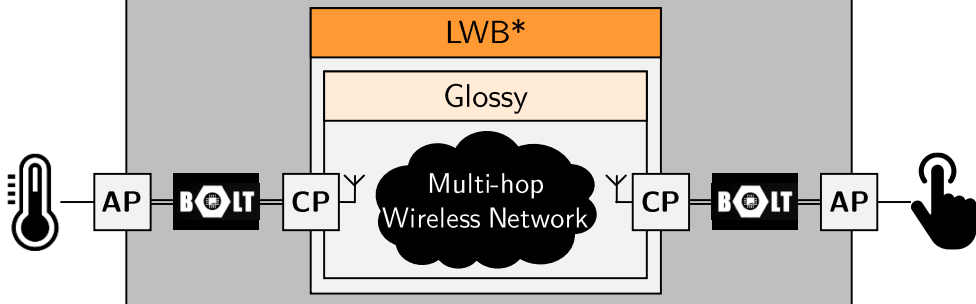 LWB*
Glossy
Multi-hop
Wireless Network
AP
BOLT
CP
CP
BOLT
AP